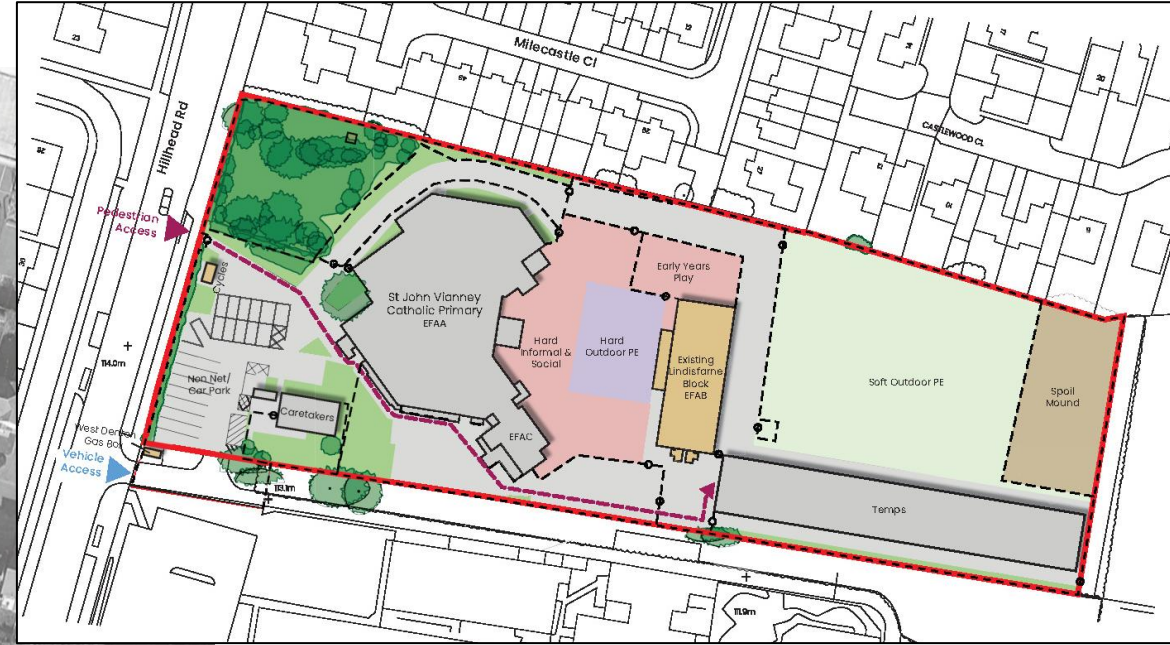 Milecastle Cl
Hillhead Rd
CASTLEWOOD CL
Pedestrian
Access
Cycles
St John Vianney
Catholic Primary
EFAA
Early Years
Play
Hard
Informal &
Social
Hard
Outdoor PE
Existing
Lindisfarne
Block
EFAB
Soft Outdoor PE
Spoil
Mound
114.0m
Non Net/
Car Park
Caretakers
EFAC
West Denton
Gas Box
Vehicle
Access
113.1m
Temps
111.9m